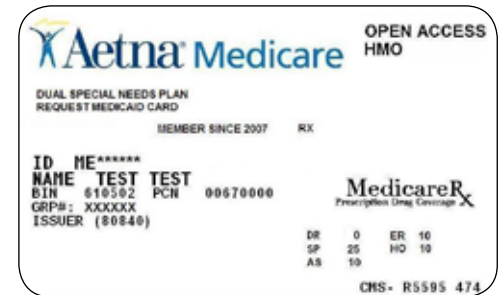 Aetna Medicare
OPEN ACCESS
HMO
DUAL SPECIAL NEEDS PLAN
REQUEST MEDICAID CARD
MEMBER SINCE 2007 RX
ID ME******
NAME TEST TEST
BIN 610502 PCN 00670000
GRP#: XXXXXX
ISSUER (80840)
MedicareRx
Prescription Drug Coverage
DR 0 ER 10
SP 25 HO 10
AS 10
CMS- R5595 474